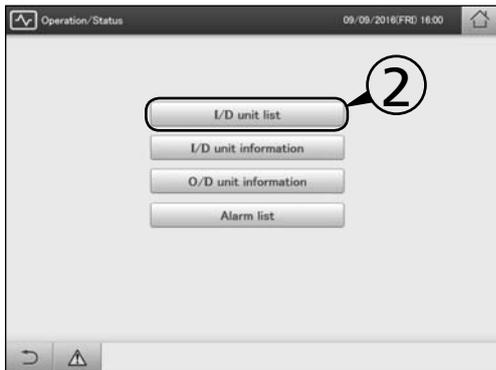 Operation/Status 09/09/2016(FRI) 16:00
2
I/D unit list
I/D unit information
O/D unit information
Alarm list